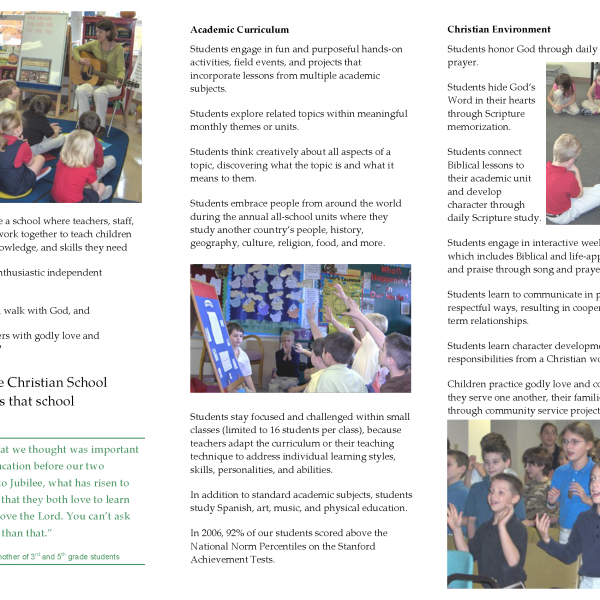 e a school where teachers, staff,
work together to teach children
owledge, and skills they need
nthusiastic independent
walk with God, and
ers with godly love and
e Christian School
s that school
at we thought was important
ucation before our two
to Jubilee, what has risen to
that they both love to learn
ove the Lord. You can't ask
than that."
nother of 3rd and 5th grade students
Academic Curriculum
Students engage in fun and purposeful hands-on
activities, field events, and projects that
incorporate lessons from multiple academic
subjects.
Students explore related topics within meaningful
monthly themes or units.
Students think creatively about all aspects of a
topic, discovering what the topic is and what it
means to them.
Students embrace people from around the world
during the annual all-school units where they
study another country's people, history,
geography, culture, religion, food, and more.
Students stay focused and challenged within small
classes (limited to 16 students per class), because
teachers adapt the curriculum or their teaching
technique to address individual learning styles,
skills, personalities, and abilities.
In addition to standard academic subjects, students
study Spanish, art, music, and physical education.
In 2006, 92% of our students scored above the
National Norm Percentiles on the Stanford
Achievement Tests.
Christian Environment
Students honor God through daily
prayer.
Students hide God's
Word in their hearts
through Scripture
memorization.
Students connect
Biblical lessons to
their academic unit
and develop
character through
daily Scripture study.
Students engage in interactive week
which includes Biblical and life-app
and praise through song and praye
Students learn to communicate in p
respectful ways, resulting in cooper
term relationships.
Students learn character developme
responsibilities from a Christian wo
Children practice godly love and co
they serve one another, their familie
through community service project